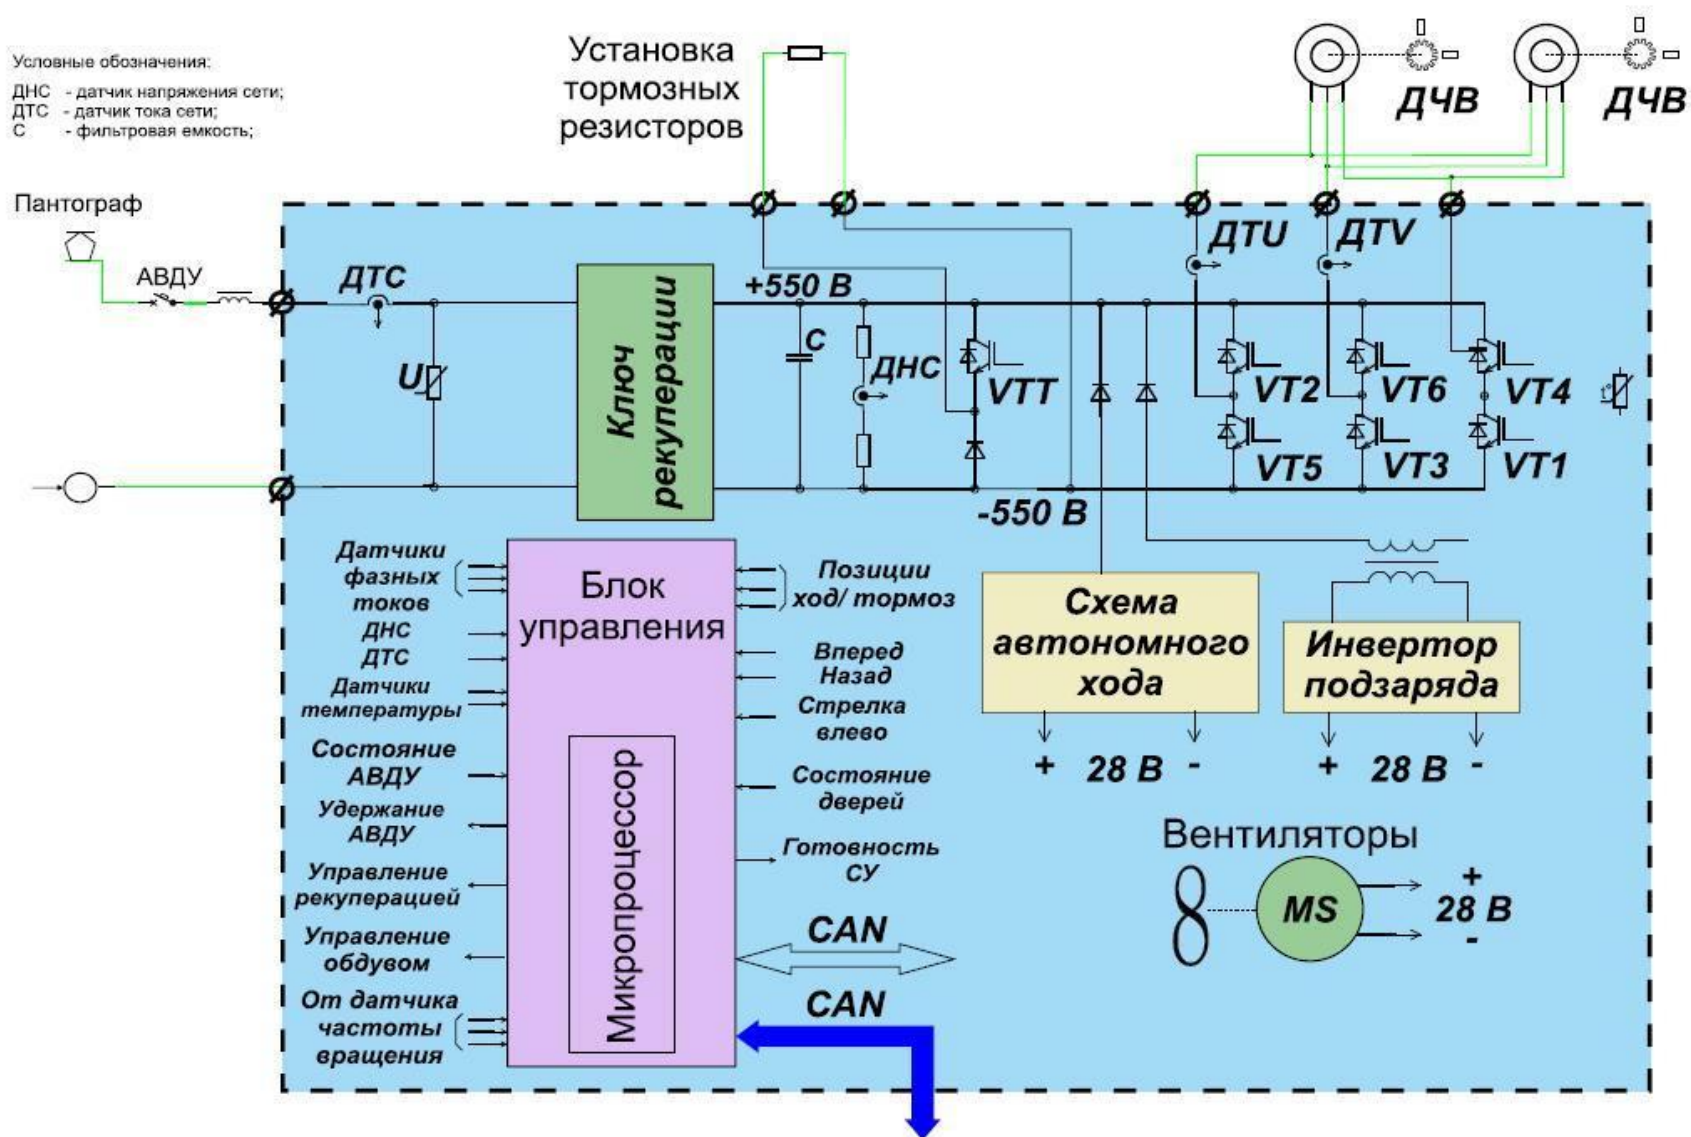 Условные обозначения:
ДНС - датчик напряжения сети;
ДТС - датчик тока сети;
С - фильтровая емкость;
Установка
тормозных
резисторов
ДЧВ
ДЧВ
Пантограф
АВДУ
ДТС
U
Ключ
рекуперации
+550 В
С
ДНС
VTT
-550 В
ДТU
ДТV
VT2
VT6
VT4
VT5
VT3
VT1
t°
Датчики
фазных
токов
ДНС
ДТС
Датчики
температуры
Состояние
АВДУ
Удержание
АВДУ
Управление
рекуперацией
Управление
обдувом
От датчика
частоты
вращения
Блок
управления
Микропроцессор
Позиции
ход/ тормоз
Вперед
Назад
Стрелка
влево
Состояние
дверей
Готовность
СУ
CAN
CAN
Схема
автономного
хода
+ 28 В -
Инвертор
подзаряда
+ 28 В -
Вентиляторы
MS
+
28 В
-